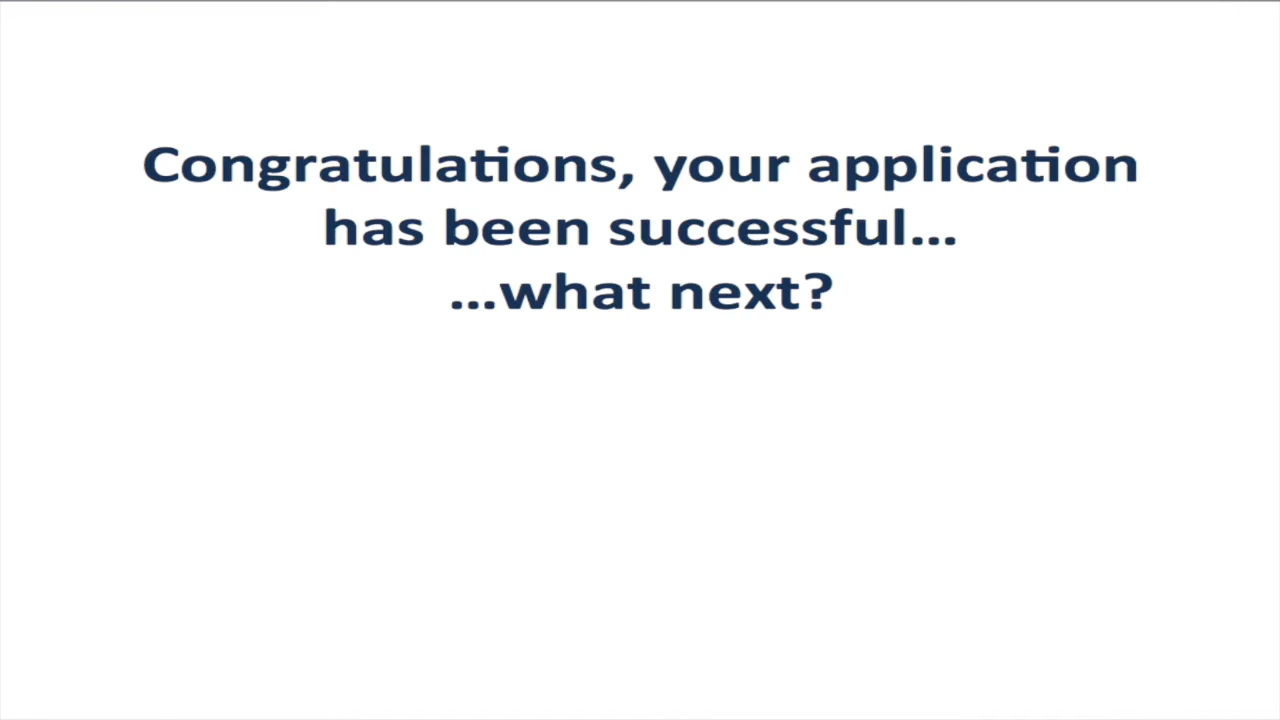 Congratulations, your application
has been successful...
...what next?